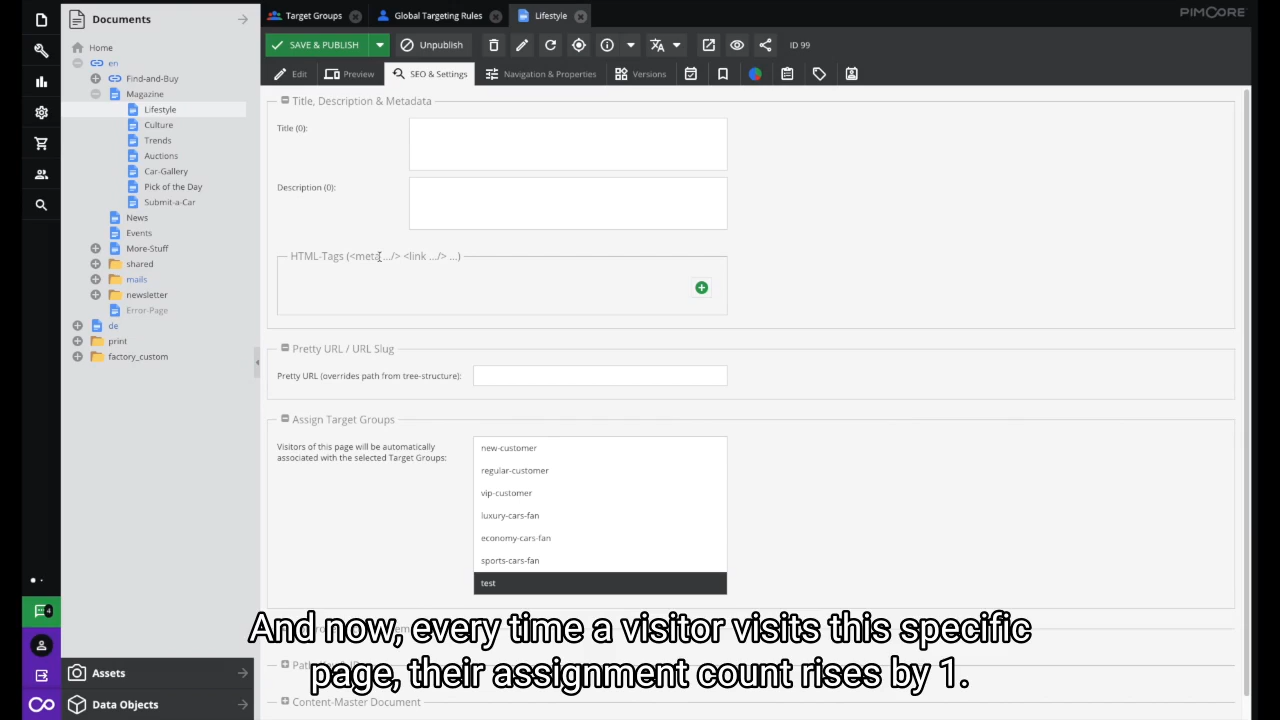 Documents
Home
en
Find-and-Buy
Magazine
Lifestyle
Culture
Trends
Auctions
Car-Gallery
Pick of the Day
Submit-a-Car
News
Events
More-Stuff
shared
mails
newsletter
Error-Page
de
print
factory_custom
Assets
Data Objects
4
Target Groups
Global Targeting Rules
Lifestyle
PIMCORE
SAVE & PUBLISH
Unpublish
ID 99
Edit
Preview
SEO & Settings
Navigation & Properties
Versions
Title, Description & Metadata
Title (0):
Description (0):
HTML-Tags (<meta .../> <link .../> ...)
Pretty URL / URL Slug
Pretty URL (overrides path from tree-structure):
Assign Target Groups
Visitors of this page will be automatically
associated with the selected Target Groups:
new-customer
regular-customer
vip-customer
luxury-cars-fan
economy-cars-fan
sports-cars-fan
test
Content-Master Document
And now, every time a visitor visits this specific
page, their assignment count rises by 1.